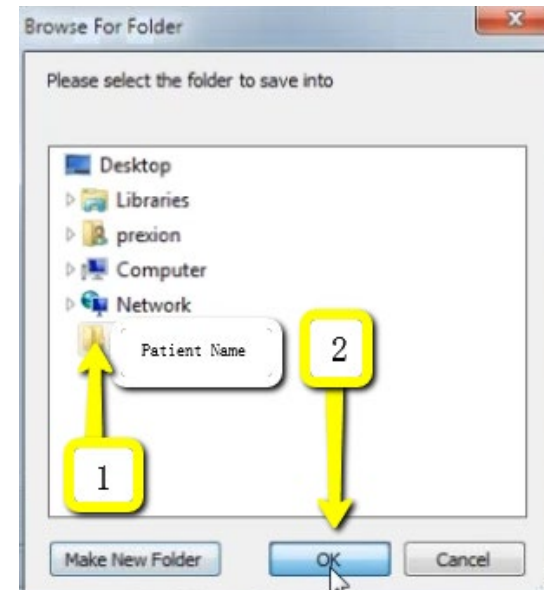 Browse For Folder
Please select the folder to save into
Desktop
Libraries
prexion
Computer
Network
Patient Name
2
1
Make New Folder
OK
Cancel